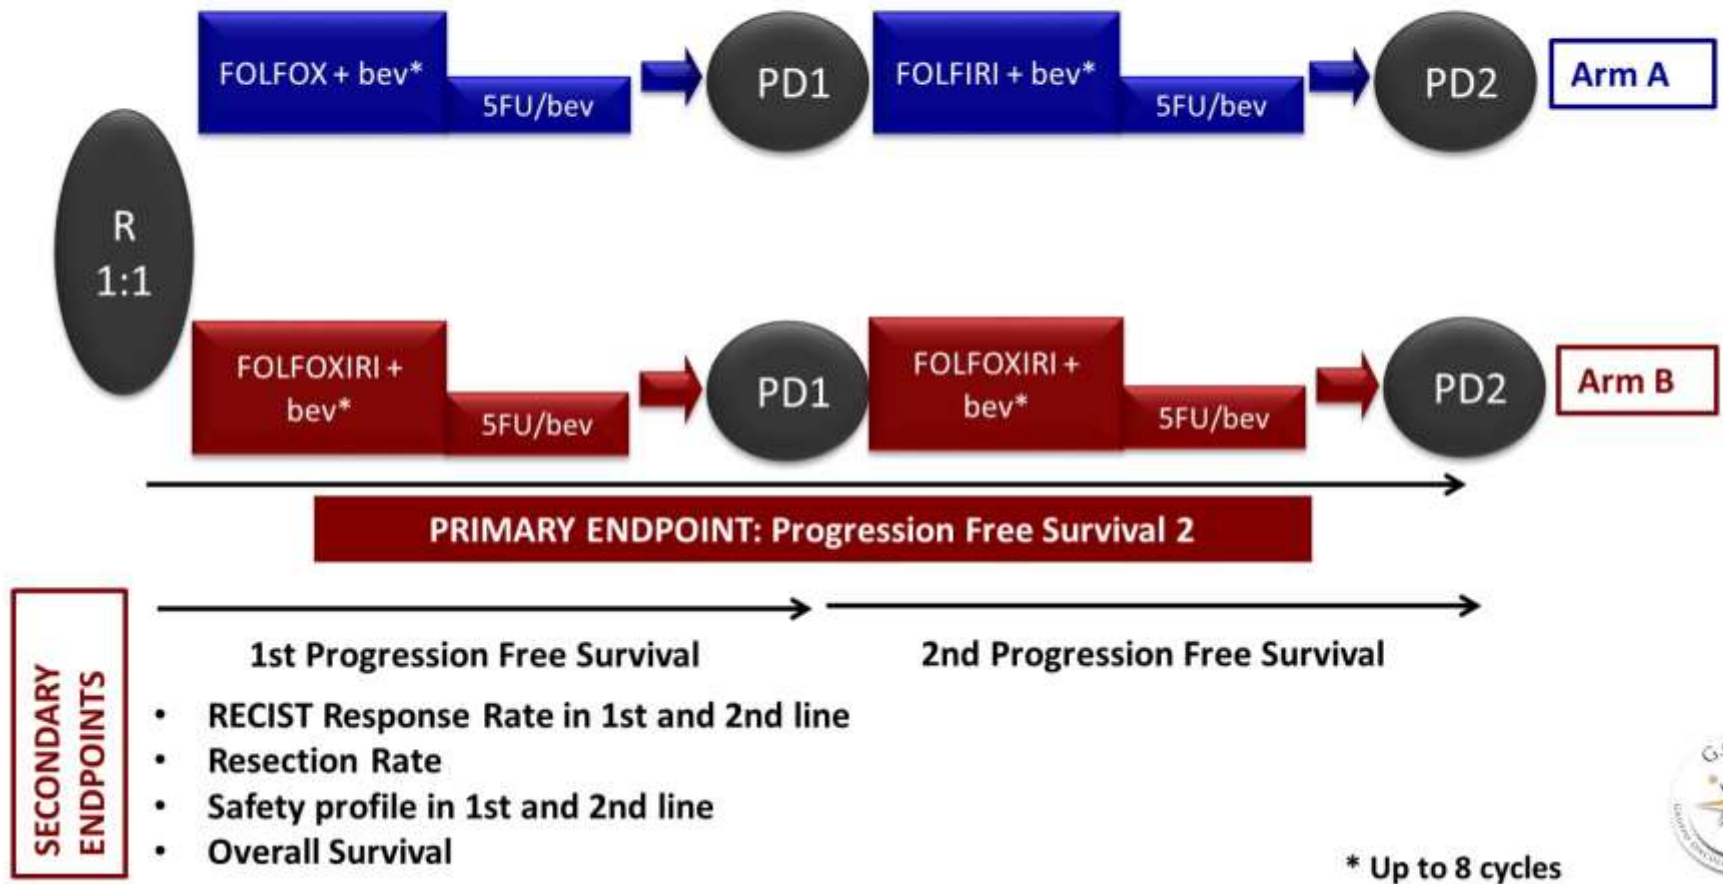 FOLFOX + bev*
5FU/bev
PD1
FOLFIRI + bev*
5FU/bev
PD2
Arm A
R
1:1
FOLFOXIRI +
bev*
5FU/bev
PD1
FOLFOXIRI +
bev*
5FU/bev
PD2
Arm B
PRIMARY ENDPOINT: Progression Free Survival 2
SECONDARY
ENDPOINTS
1st Progression Free Survival
2nd Progression Free Survival
• RECIST Response Rate in 1st and 2nd line
• Resection Rate
• Safety profile in 1st and 2nd line
• Overall Survival
* Up to 8 cycles